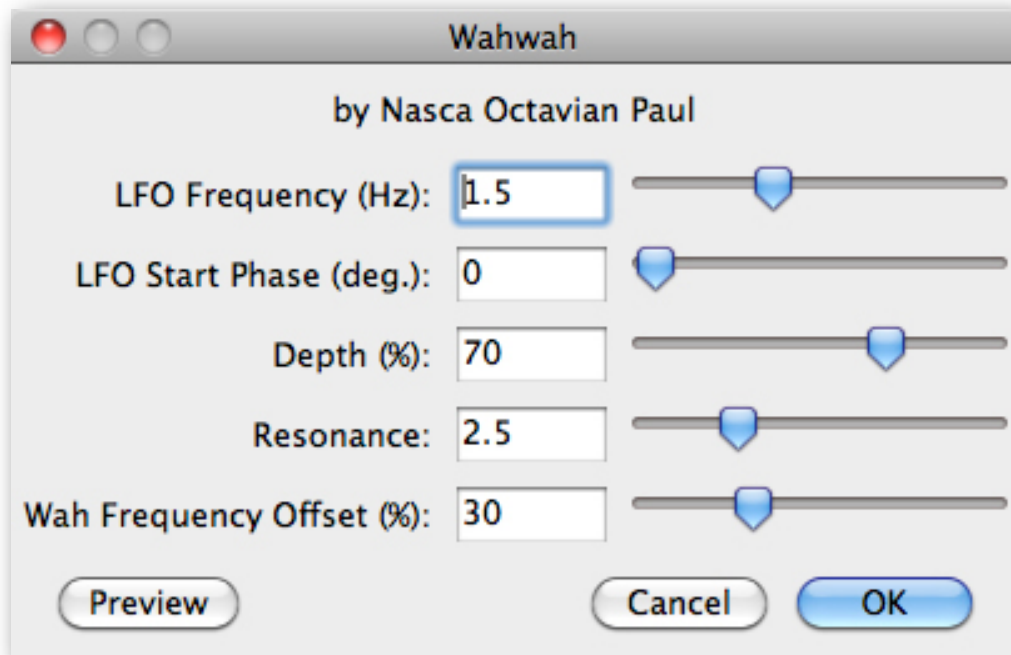 Wahwah
by Nasca Octavian Paul
LFO Frequency (Hz): 1.5
LFO Start Phase (deg.): 0
Depth (%): 70
Resonance: 2.5
Wah Frequency Offset (%): 30
Preview Cancel OK